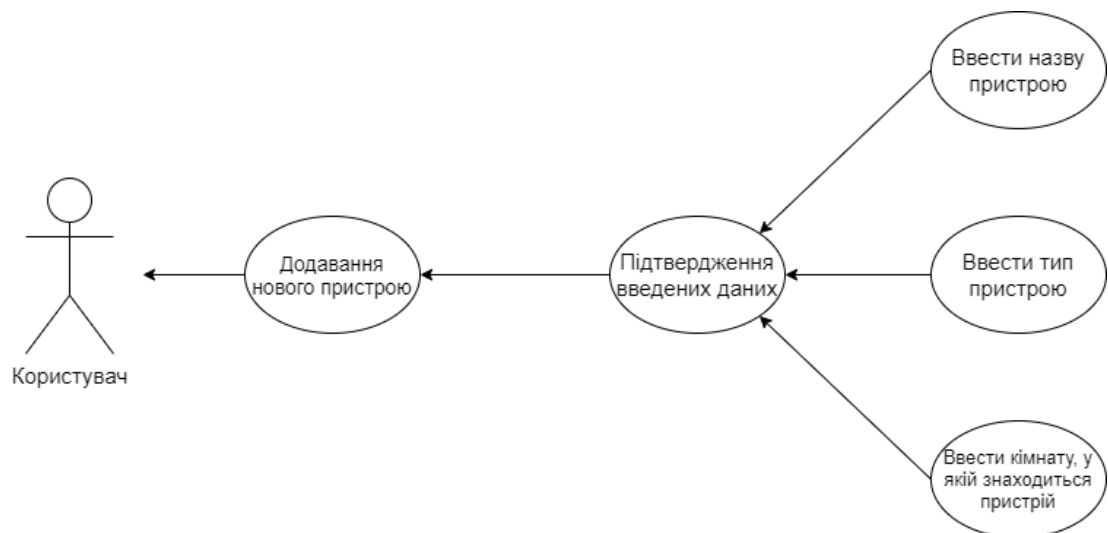 Ввести назву
пристрою
Додавання
нового пристрою
Підтвердження
введених даних
Ввести тип
пристрою
Користувач
Ввести кімнату, у
якій знаходиться
пристрій